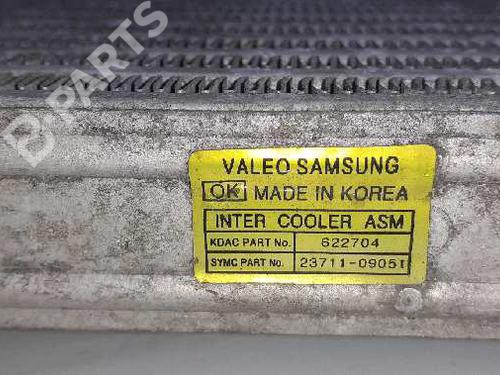 B-PARTS
VALEO SAMSUNG
OK MADE IN KOREA
INTER COOLER ASM
KDAC PART No. 622704
SYMC PART No. 23711-09051
B-PARTS